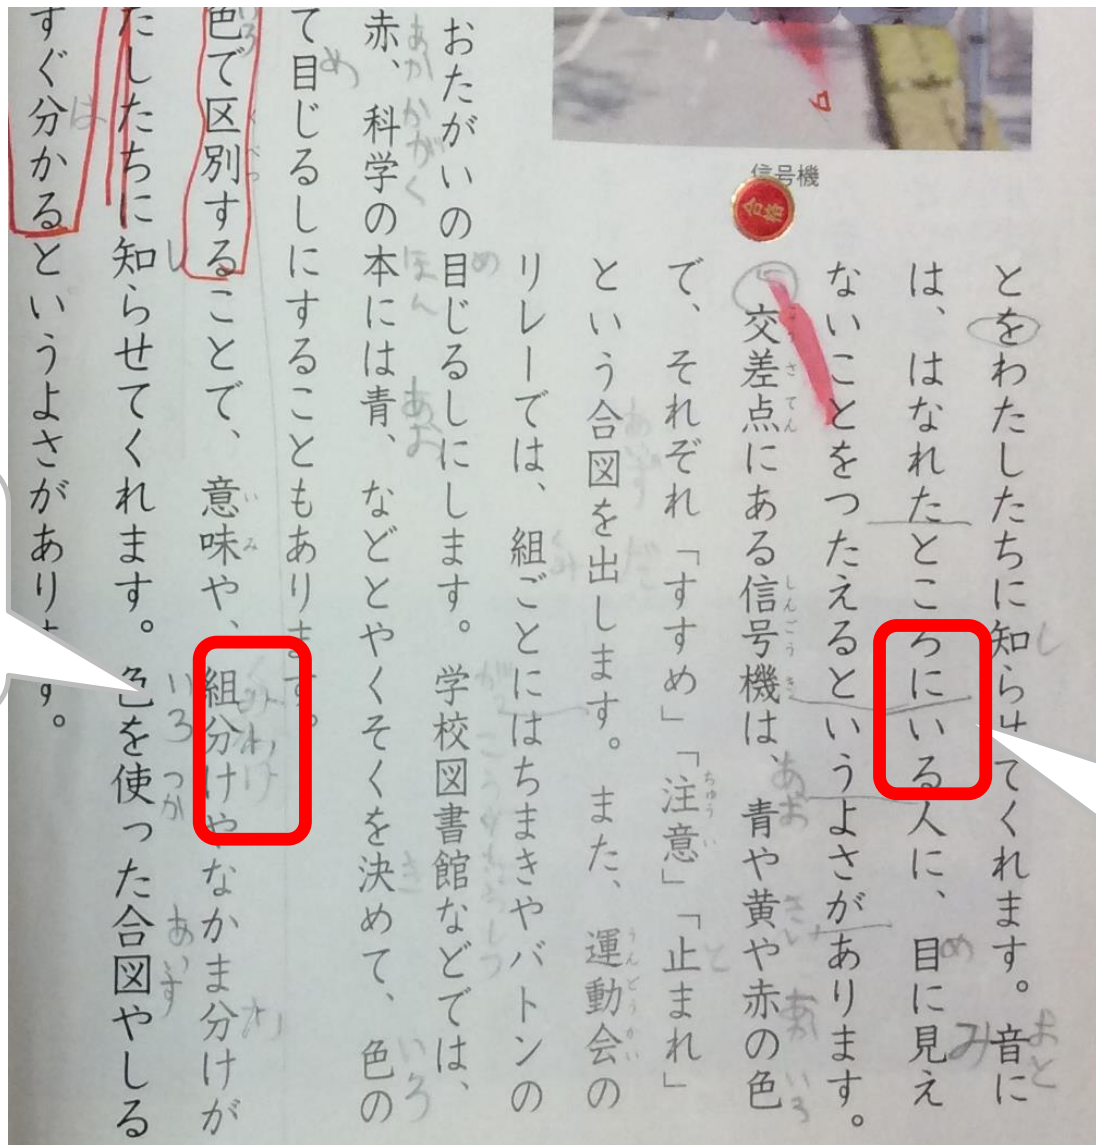 信号機
合格
とをわたしたちに知らせてくれます。音に
は、はなれたところにいる人に、目に見え
ないことをつたえるというよさがあります。
交差点にある信号機は、青や黄や赤の色
で、それぞれ「すすめ」「注意」「止まれ」
という合図を出します。また、運動会の
リレーでは、組ごとにはちまきやバトンの
おたがいの目じるしにします。学校図書館などでは、
赤、科学の本には青、などとやくそくを決めて、色の
て目じるしにすることもあります。
色で区別することで、意味や、組分けやなかま分けが
たしたちに知らせてくれます。色を使った合図やしる
すぐ分かるというよさがあります。